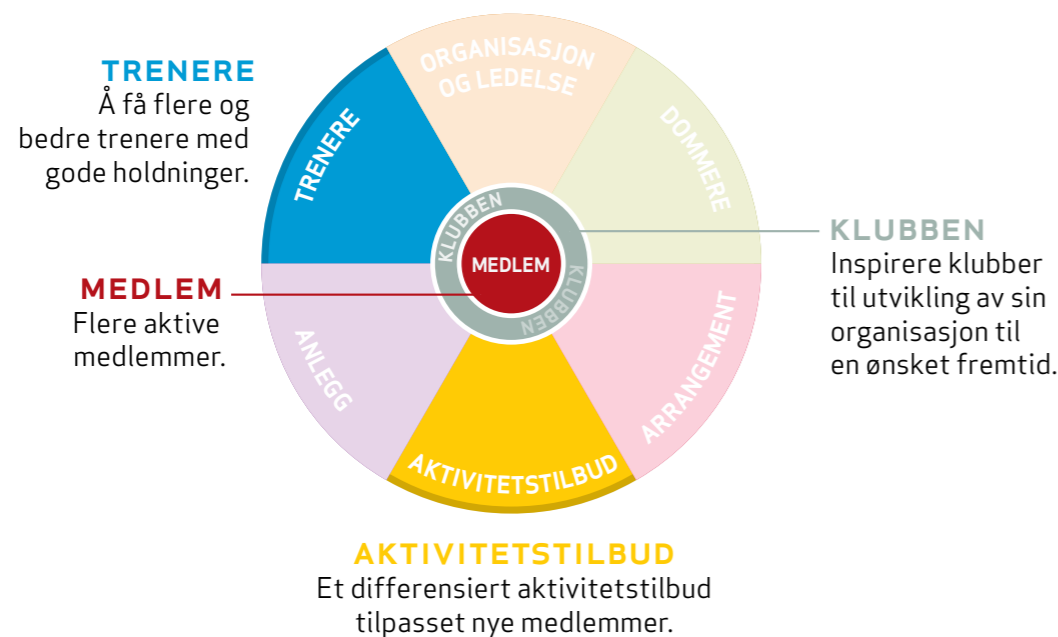 ORGANISASJON
OG LEDELSE
TRENERE
Å få flere og
bedre trenere med
gode holdninger.
TRENERE
DOMMERE
KLUBBEN
MEDLEM
KLUBBEN
KLUBBEN
Inspirere klubber
til utvikling av sin
organisasjon til
en ønsket fremtid.
MEDLEM
Flere aktive
medlemmer.
ANLEGG
ARRANGEMENT
AKTIVITETSTILBUD
AKTIVITETSTILBUD
Et differensiert aktivitetstilbud
tilpasset nye medlemmer.